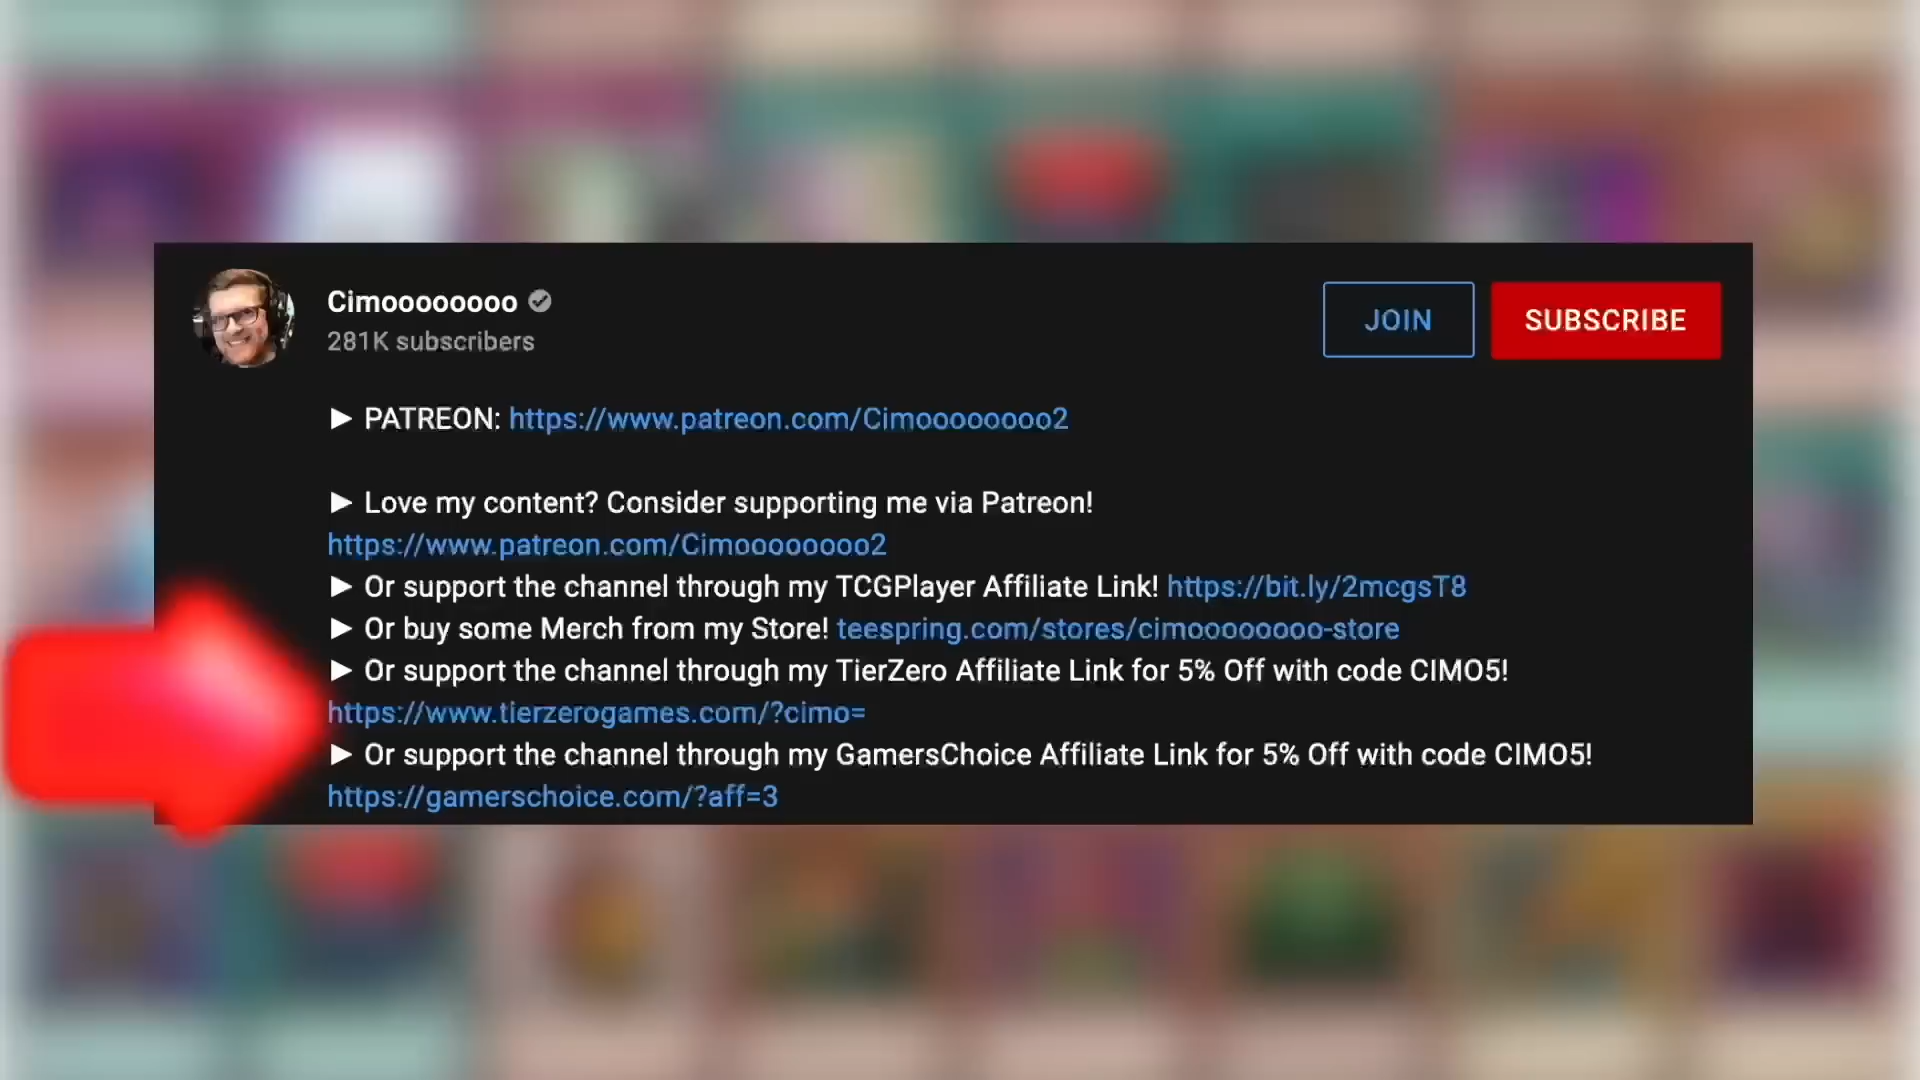 Cimoooooooo
281K subscribers
JOIN
SUBSCRIBE
► PATREON: https://www.patreon.com/Cimoooooooo2
► Love my content? Consider supporting me via Patreon!
https://www.patreon.com/Cimoooooooo2
► Or support the channel through my TCGPlayer Affiliate Link! https://bit.ly/2mcgsT8
► Or buy some Merch from my Store! teespring.com/stores/cimoooooooo-store
► Or support the channel through my TierZero Affiliate Link for 5% Off with code CIMO5!
https://www.tierzerogames.com/?cimo=
► Or support the channel through my GamersChoice Affiliate Link for 5% Off with code CIMO5!
https://gamerschoice.com/?aff=3